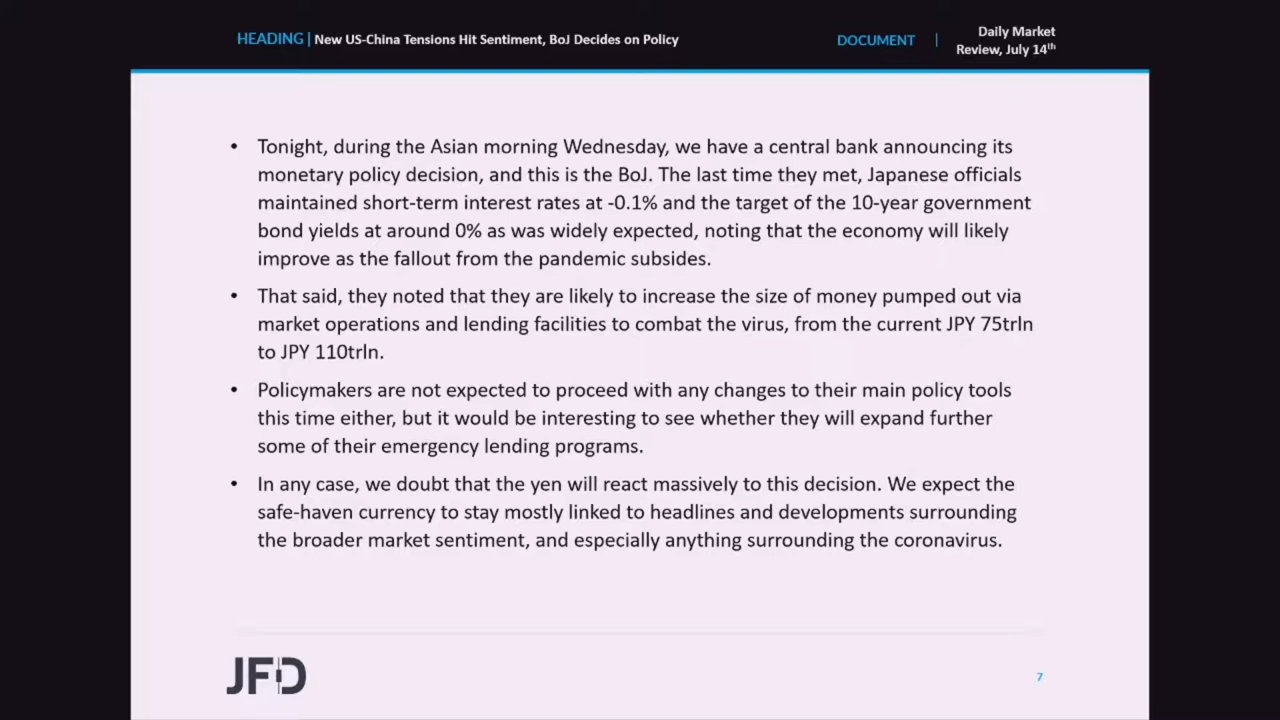 HEADING | New US-China Tensions Hit Sentiment, BoJ Decides on Policy
DOCUMENT | Daily Market
Review, July 14th
• Tonight, during the Asian morning Wednesday, we have a central bank announcing its
monetary policy decision, and this is the BoJ. The last time they met, Japanese officials
maintained short-term interest rates at -0.1% and the target of the 10-year government
bond yields at around 0% as was widely expected, noting that the economy will likely
improve as the fallout from the pandemic subsides.
• That said, they noted that they are likely to increase the size of money pumped out via
market operations and lending facilities to combat the virus, from the current JPY 75trln
to JPY 110trln.
• Policymakers are not expected to proceed with any changes to their main policy tools
this time either, but it would be interesting to see whether they will expand further
some of their emergency lending programs.
• In any case, we doubt that the yen will react massively to this decision. We expect the
safe-haven currency to stay mostly linked to headlines and developments surrounding
the broader market sentiment, and especially anything surrounding the coronavirus.
JFD
7